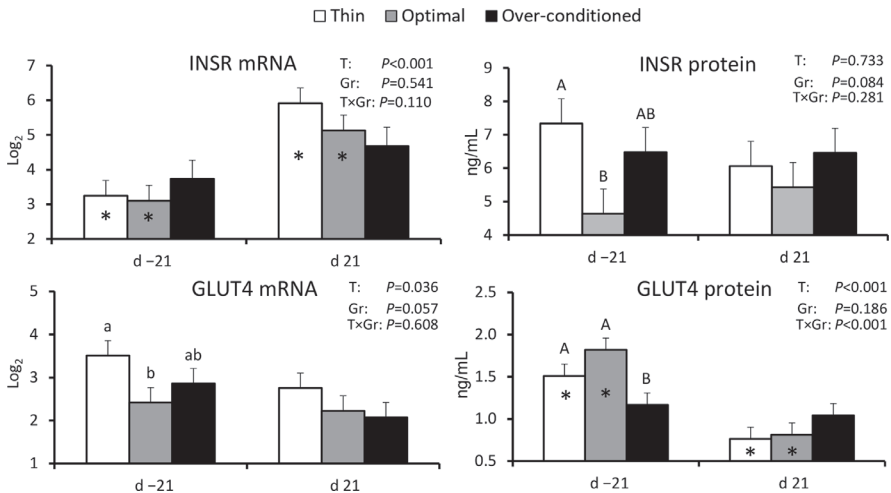 Thin Optimal Over-conditioned
INSR mRNA
T: P<0.001
Gr: P=0.541
T×Gr: P=0.110
Log2
7
6
5
4
3
2
* * * *
d −21 d 21
INSR protein
T: P=0.733
Gr: P=0.084
T×Gr: P=0.281
ng/mL
9
8
7
6
5
4
A B AB
d −21 d 21
GLUT4 mRNA
T: P=0.036
Gr: P=0.057
T×Gr: P=0.608
Log2
5
4
3
2
1
a b ab
d −21 d 21
GLUT4 protein
T: P<0.001
Gr: P=0.186
T×Gr: P<0.001
ng/mL
2.5
2.0
1.5
1.0
0.5
A A B
* * * *
d −21 d 21